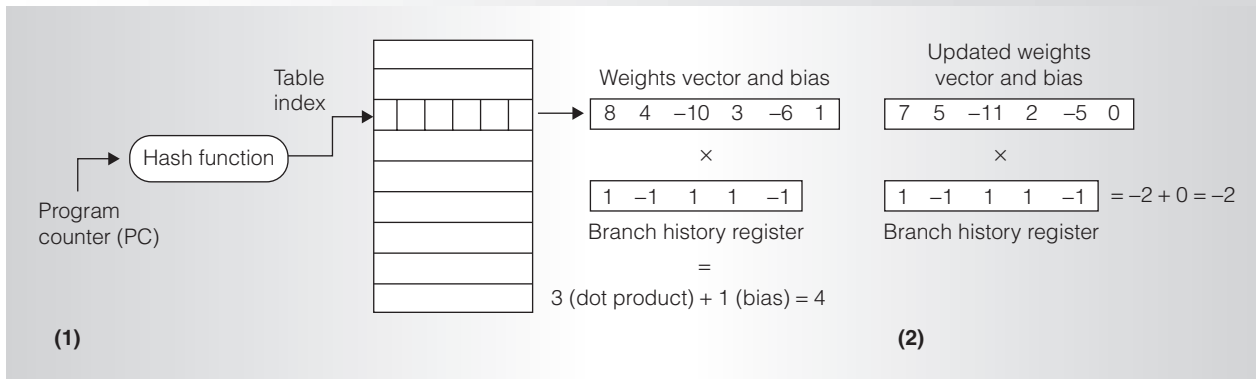 Program
counter (PC)
Hash function
Table
index
Weights vector and bias
8 4 –10 3 –6 1
×
1 –1 1 1 –1
Branch history register
=
3 (dot product) + 1 (bias) = 4
(1)
Updated weights
vector and bias
7 5 –11 2 –5 0
×
1 –1 1 1 –1 = –2 + 0 = –2
Branch history register
(2)